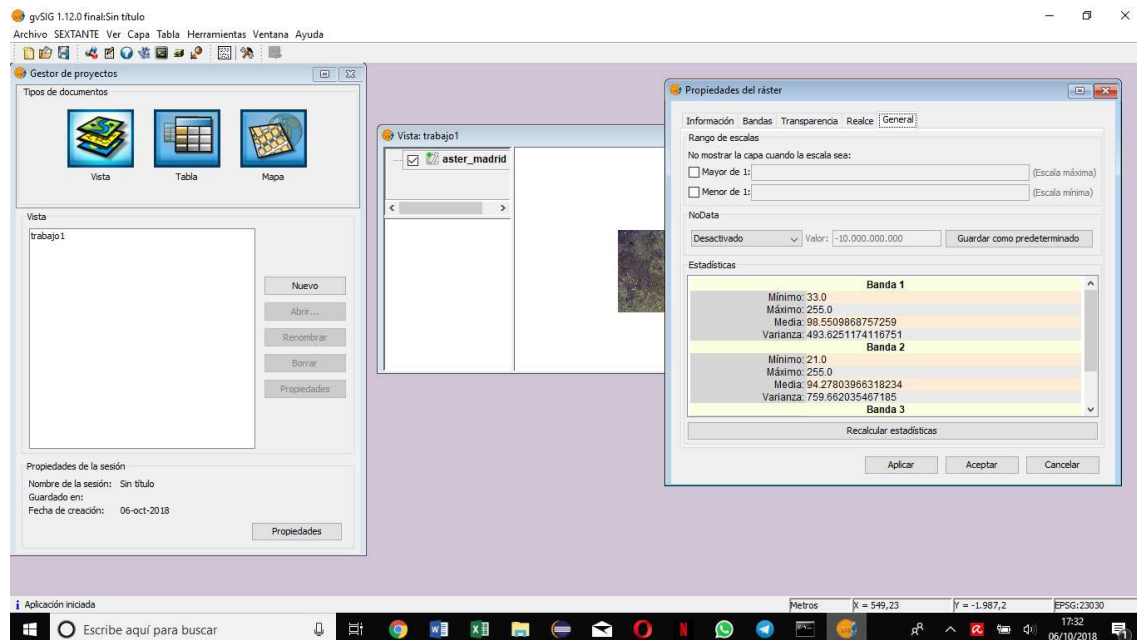 gvSIG 1.12.0 final:Sin título
Archivo SEXTANTE Ver Capa Tabla Herramientas Ventana Ayuda
Gestor de proyectos
Tipos de documentos
Vista Tabla Mapa
Vista
trabajo1
Nuevo
Abrir...
Renombrar
Borrar
Propiedades
Propiedades de la sesión
Nombre de la sesión: Sin título
Guardado en:
Fecha de creación: 06-oct-2018
Propiedades
Vista: trabajo1
aster_madrid
Propiedades del ráster
Información Bandas Transparencia Realce General
Rango de escalas
No mostrar la capa cuando la escala sea:
Mayor de 1: (Escala máxima)
Menor de 1: (Escala mínima)
NoData
Desactivado Valor: -10.000.000.000 Guardar como predeterminado
Estadísticas
Banda 1
Mínimo: 33.0
Máximo: 255.0
Media: 98.5509868757259
Varianza: 493.6251174116751
Banda 2
Mínimo: 21.0
Máximo: 255.0
Media: 94.27803966318234
Varianza: 759.662035467185
Banda 3
Recalcular estadísticas
Aplicar Aceptar Cancelar
Aplicación iniciada
Metros X = 549,23 Y = -1.987,2 EPSG:23030
Escribe aquí para buscar
17:32
06/10/2018